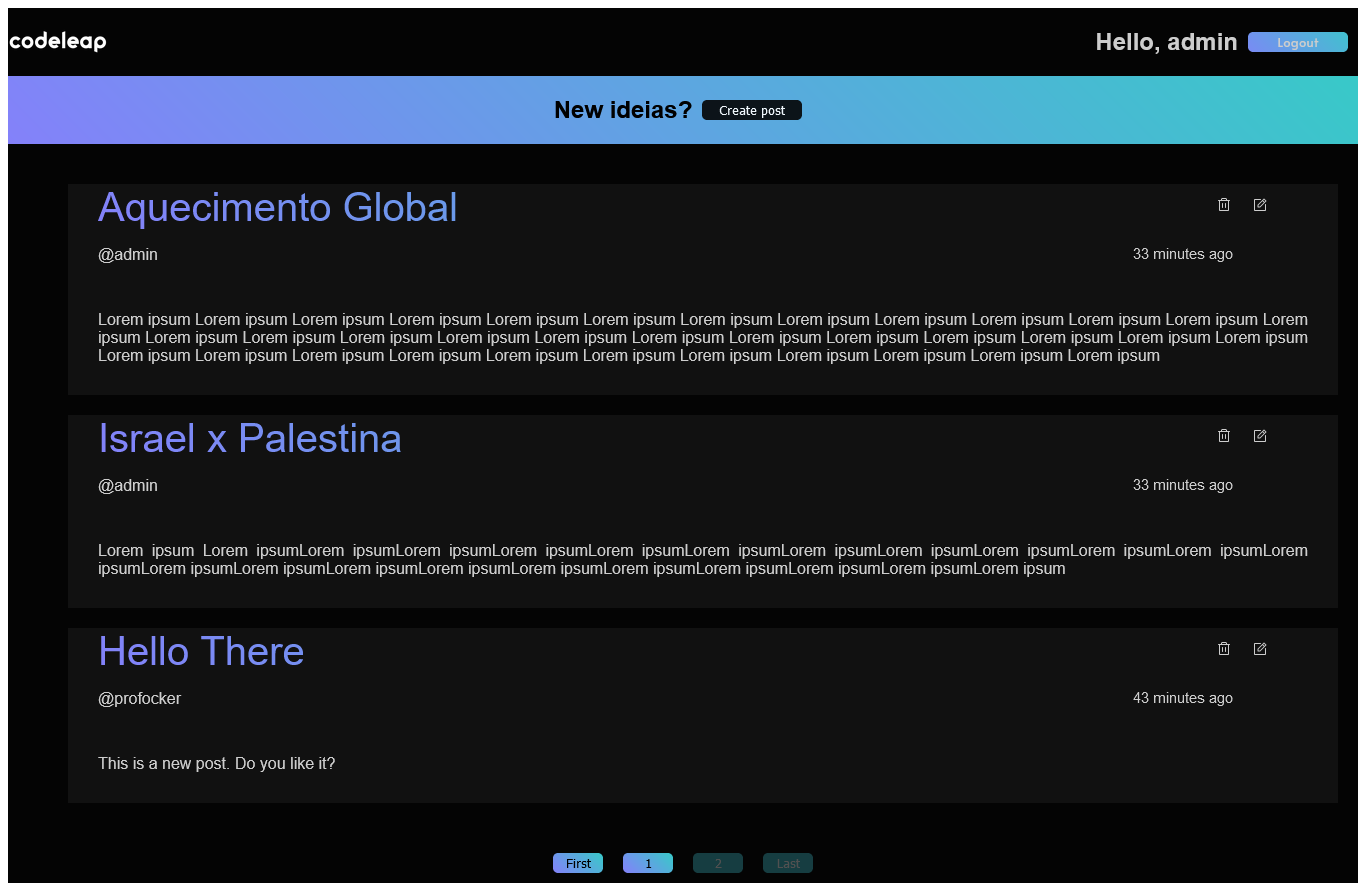 codeleap
Hello, admin
Logout
New ideias?
Create post
Aquecimento Global
@admin
33 minutes ago
Lorem ipsum Lorem ipsum Lorem ipsum Lorem ipsum Lorem ipsum Lorem ipsum Lorem ipsum Lorem ipsum Lorem ipsum Lorem ipsum Lorem ipsum Lorem ipsum Lorem
ipsum Lorem ipsum Lorem ipsum Lorem ipsum Lorem ipsum Lorem ipsum Lorem ipsum Lorem ipsum Lorem ipsum Lorem ipsum Lorem ipsum Lorem ipsum Lorem ipsum
Lorem ipsum Lorem ipsum Lorem ipsum Lorem ipsum Lorem ipsum Lorem ipsum Lorem ipsum Lorem ipsum Lorem ipsum Lorem ipsum Lorem ipsum
Israel x Palestina
@admin
33 minutes ago
Lorem ipsum Lorem ipsumLorem ipsumLorem ipsumLorem ipsumLorem ipsumLorem ipsumLorem ipsumLorem ipsumLorem ipsumLorem ipsumLorem ipsumLorem
ipsumLorem ipsumLorem ipsumLorem ipsumLorem ipsumLorem ipsumLorem ipsumLorem ipsumLorem ipsumLorem ipsumLorem ipsum
Hello There
@profocker
43 minutes ago
This is a new post. Do you like it?
First
1
2
Last